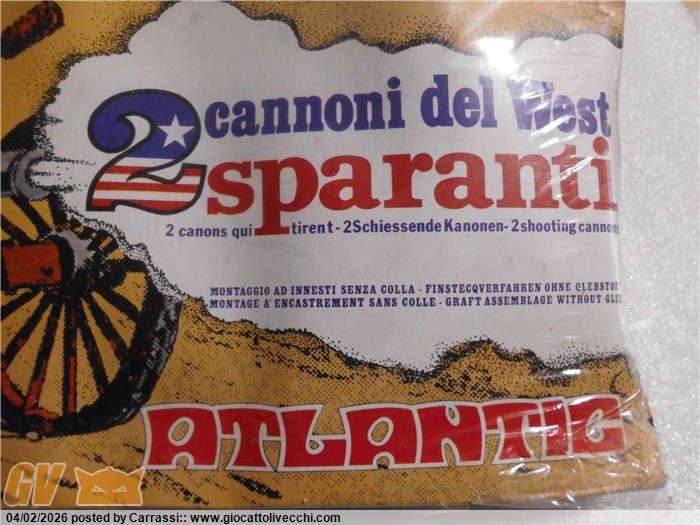 2 cannoni del West
sparanti
2 canons qui tirent - 2 Schiessende Kanonen - 2 shooting cannons
MONTAGGIO AD INNESTI SENZA COLLA - FINSTECQVERFAHREN OHNE QLEBSTOF
MONTAGE A' ENCASTREMENT SANS COLLE - GRAFT ASSEMBLAGE WITHOUT GLU
ATLANTIC
GV
04/02/2026 posted by Carrassi:: www.giocattolivecchi.com